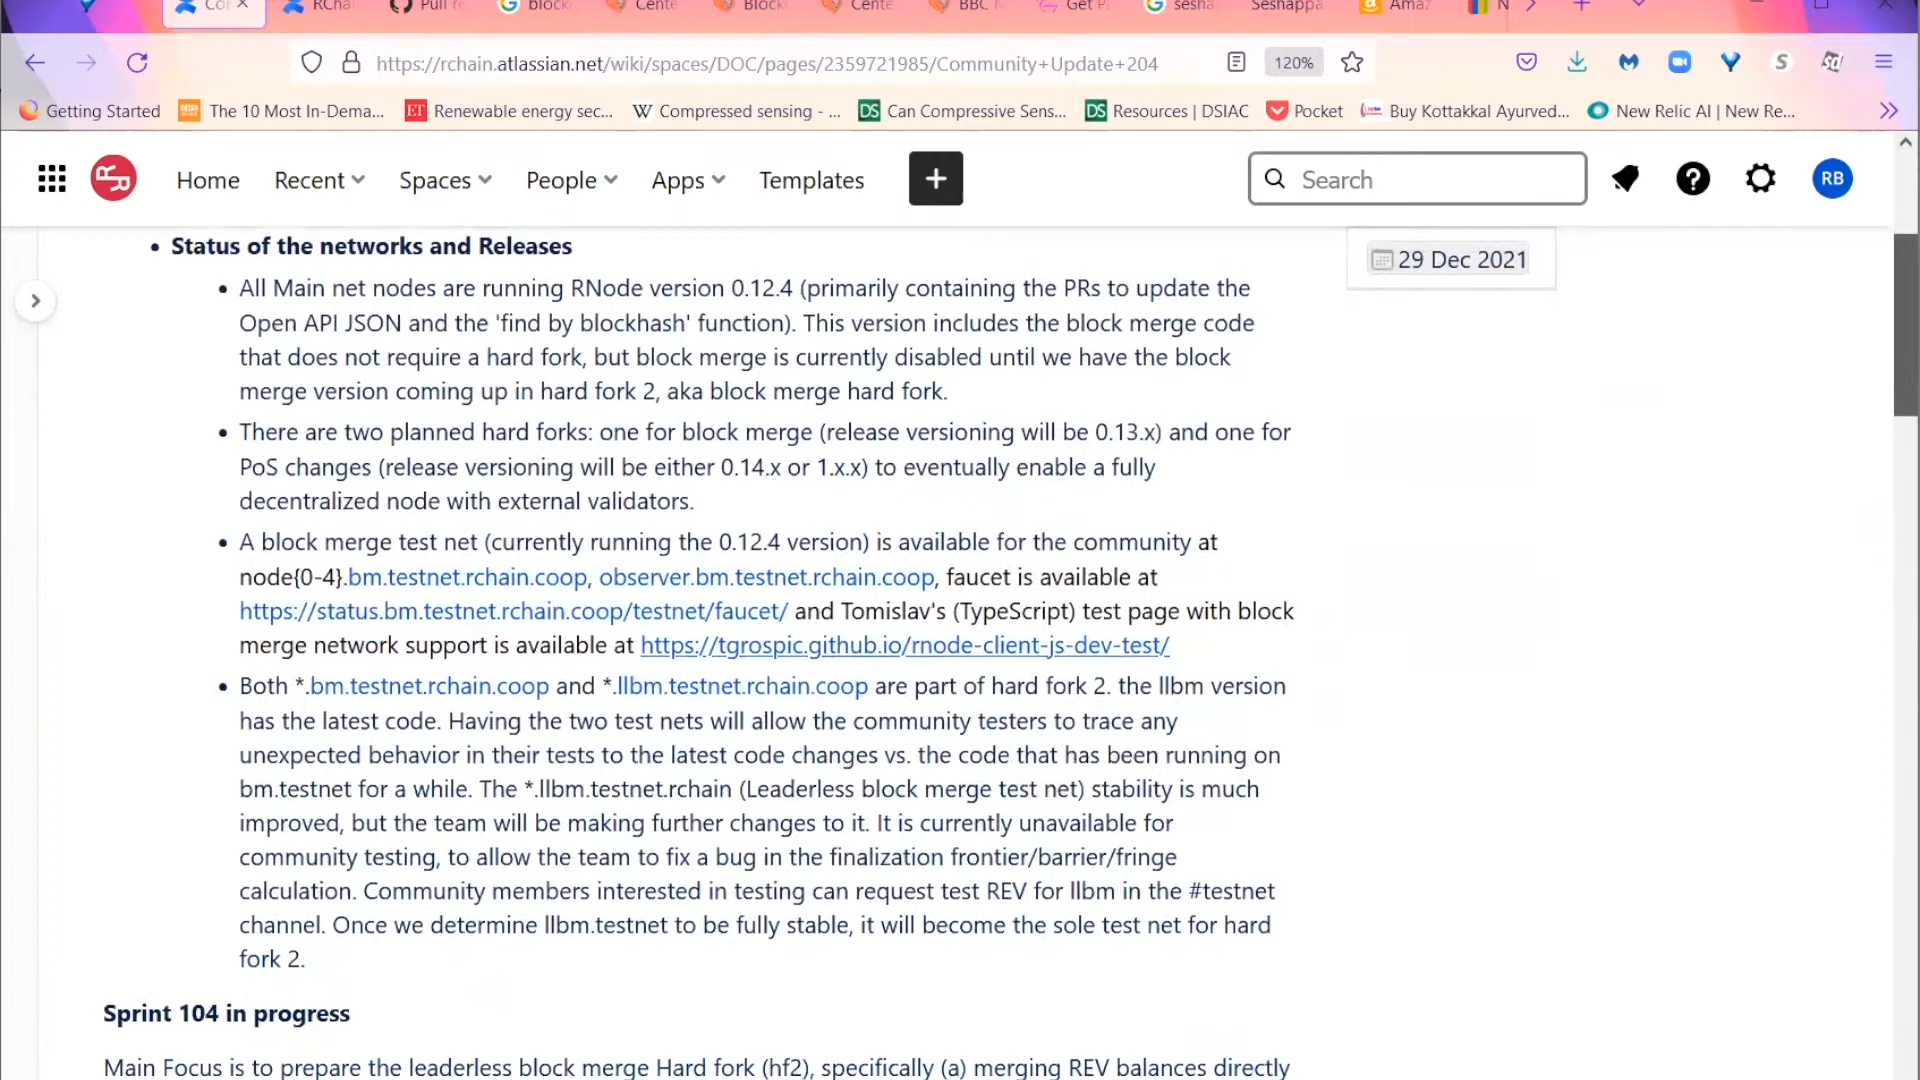 https://rchain.atlassian.net/wiki/spaces/DOC/pages/2359721985/Community+Update+204
120%
Getting Started The 10 Most In-Dema... Renewable energy sec... Compressed sensing - ... Can Compressive Sens... Resources | DSIAC Pocket Buy Kottakkal Ayurved... New Relic AI | New Re...
Home Recent Spaces People Apps Templates + Search RB
• Status of the networks and Releases
29 Dec 2021
• All Main net nodes are running RNode version 0.12.4 (primarily containing the PRs to update the
Open API JSON and the 'find by blockhash' function). This version includes the block merge code
that does not require a hard fork, but block merge is currently disabled until we have the block
merge version coming up in hard fork 2, aka block merge hard fork.
• There are two planned hard forks: one for block merge (release versioning will be 0.13.x) and one for
PoS changes (release versioning will be either 0.14.x or 1.x.x) to eventually enable a fully
decentralized node with external validators.
• A block merge test net (currently running the 0.12.4 version) is available for the community at
node{0-4}.bm.testnet.rchain.coop, observer.bm.testnet.rchain.coop, faucet is available at
https://status.bm.testnet.rchain.coop/testnet/faucet/ and Tomislav's (TypeScript) test page with block
merge network support is available at https://tgrospic.github.io/rnode-client-js-dev-test/
• Both *.bm.testnet.rchain.coop and *.llbm.testnet.rchain.coop are part of hard fork 2. the llbm version
has the latest code. Having the two test nets will allow the community testers to trace any
unexpected behavior in their tests to the latest code changes vs. the code that has been running on
bm.testnet for a while. The *.llbm.testnet.rchain (Leaderless block merge test net) stability is much
improved, but the team will be making further changes to it. It is currently unavailable for
community testing, to allow the team to fix a bug in the finalization frontier/barrier/fringe
calculation. Community members interested in testing can request test REV for llbm in the #testnet
channel. Once we determine llbm.testnet to be fully stable, it will become the sole test net for hard
fork 2.
Sprint 104 in progress
Main Focus is to prepare the leaderless block merge Hard fork (hf2), specifically (a) merging REV balances directly